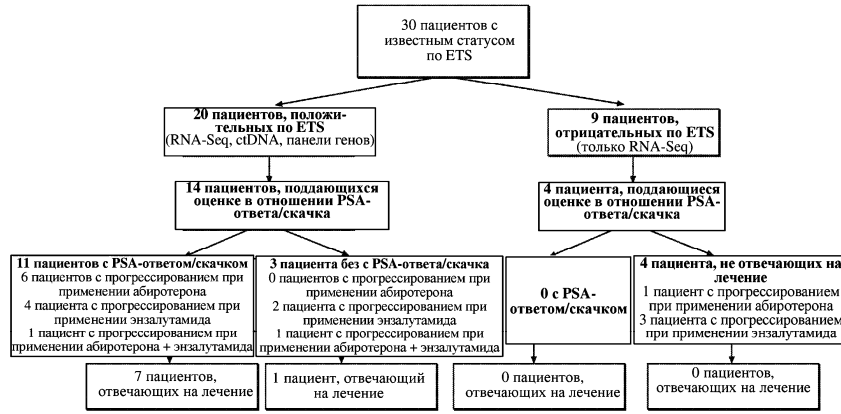 30 пациентов с
известным статусом
по ETS
20 пациентов, положи-
тельных по ETS
(RNA-Seq, ctDNA, панели генов)
9 пациентов,
отрицательных по ETS
(только RNA-Seq)
14 пациентов, поддающихся
оценке в отношении PSA-
ответа/скачка
4 пациента, поддающиеся
оценке в отношении PSA-
ответа/скачка
11 пациентов с PSA-ответом/скачком
6 пациентов с прогрессированием при
применении абиротерона
4 пациента с прогрессированием при
применении энзалутамида
1 пациент с прогрессированием при
применении абиротерона + энзалутамида
3 пациента без с PSA-ответа/скачка
0 пациентов с прогрессированием при
применении абиротерона
2 пациента с прогрессированием при
применении энзалутамида
1 пациент с прогрессированием при
применении абиротерона + энзалутамида
0 с PSA-
ответом/скачком
4 пациента, не отвечающих на
лечение
1 пациент с прогрессированием
при применении абиротерона
3 пациента с прогрессированием
при применении энзалутамида
7 пациентов,
отвечающих на лечение
1 пациент, отвечающий
на лечение
0 пациентов,
отвечающих на лечение
0 пациентов,
отвечающих на лечение